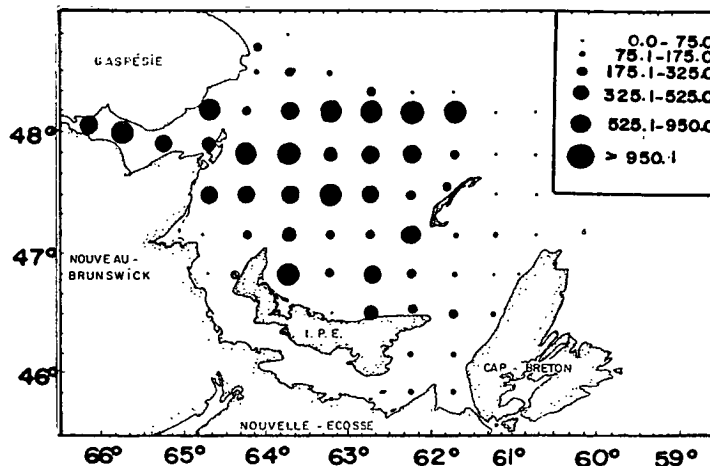 GASPÉSIE
0.0-75.0
75.1-175.0
175.1-325.0
325.1-525.0
525.1-950.0
> 950.1
48°
47°
46°
NOUVEAU-
BRUNSWICK
I.P.E.
CAP-BRETON
NOUVELLE-ECOSSE
66° 65° 64° 63° 62° 61° 60° 59°